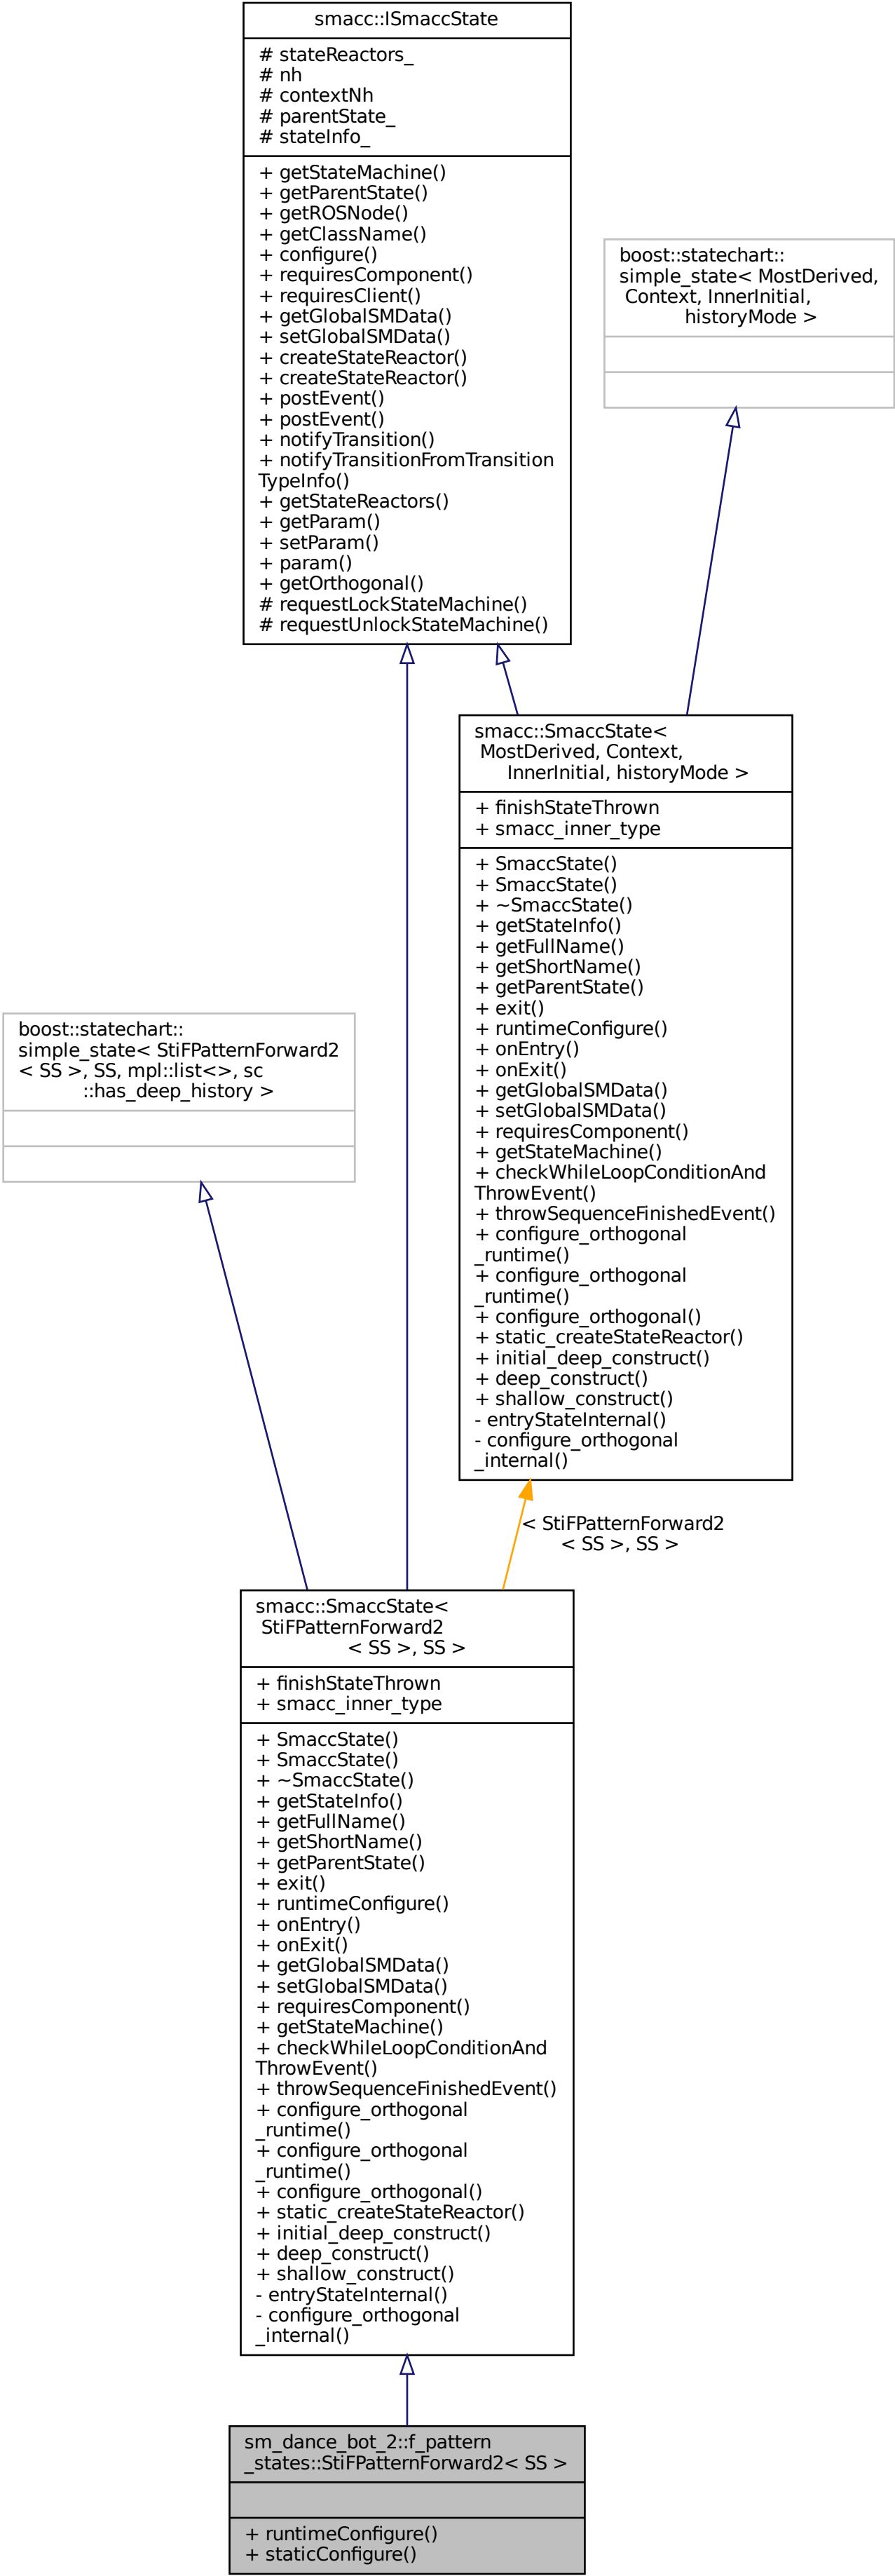 smacc::ISmaccState
# stateReactors_
# nh
# contextNh
# parentState_
# stateInfo_
+ getStateMachine()
+ getParentState()
+ getROSNode()
+ getClassName()
+ configure()
+ requiresComponent()
+ requiresClient()
+ getGlobalSMData()
+ setGlobalSMData()
+ createStateReactor()
+ createStateReactor()
+ postEvent()
+ postEvent()
+ notifyTransition()
+ notifyTransitionFromTransition
TypeInfo()
+ getStateReactors()
+ getParam()
+ setParam()
+ param()
+ getOrthogonal()
# requestLockStateMachine()
# requestUnlockStateMachine()
boost::statechart::
simple_state< MostDerived,
Context, InnerInitial,
historyMode >
smacc::SmaccState<
MostDerived, Context,
InnerInitial, historyMode >
+ finishStateThrown
+ smacc_inner_type
+ SmaccState()
+ SmaccState()
+ ~SmaccState()
+ getStateInfo()
+ getFullName()
+ getShortName()
+ getParentState()
+ exit()
+ runtimeConfigure()
+ onEntry()
+ onExit()
+ getGlobalSMData()
+ setGlobalSMData()
+ requiresComponent()
+ getStateMachine()
+ checkWhileLoopConditionAnd
ThrowEvent()
+ throwSequenceFinishedEvent()
+ configure_orthogonal
_runtime()
+ configure_orthogonal
_runtime()
+ configure_orthogonal()
+ static_createStateReactor()
+ initial_deep_construct()
+ deep_construct()
+ shallow_construct()
- entryStateInternal()
- configure_orthogonal
_internal()
boost::statechart::
simple_state< StiFPatternForward2
< SS >, SS, mpl::list<>, sc
::has_deep_history >
< StiFPatternForward2
< SS >, SS >
smacc::SmaccState<
StiFPatternForward2
< SS >, SS >
+ finishStateThrown
+ smacc_inner_type
+ SmaccState()
+ SmaccState()
+ ~SmaccState()
+ getStateInfo()
+ getFullName()
+ getShortName()
+ getParentState()
+ exit()
+ runtimeConfigure()
+ onEntry()
+ onExit()
+ getGlobalSMData()
+ setGlobalSMData()
+ requiresComponent()
+ getStateMachine()
+ checkWhileLoopConditionAnd
ThrowEvent()
+ throwSequenceFinishedEvent()
+ configure_orthogonal
_runtime()
+ configure_orthogonal
_runtime()
+ configure_orthogonal()
+ static_createStateReactor()
+ initial_deep_construct()
+ deep_construct()
+ shallow_construct()
- entryStateInternal()
- configure_orthogonal
_internal()
sm_dance_bot_2::f_pattern
_states::StiFPatternForward2< SS >
+ runtimeConfigure()
+ staticConfigure()